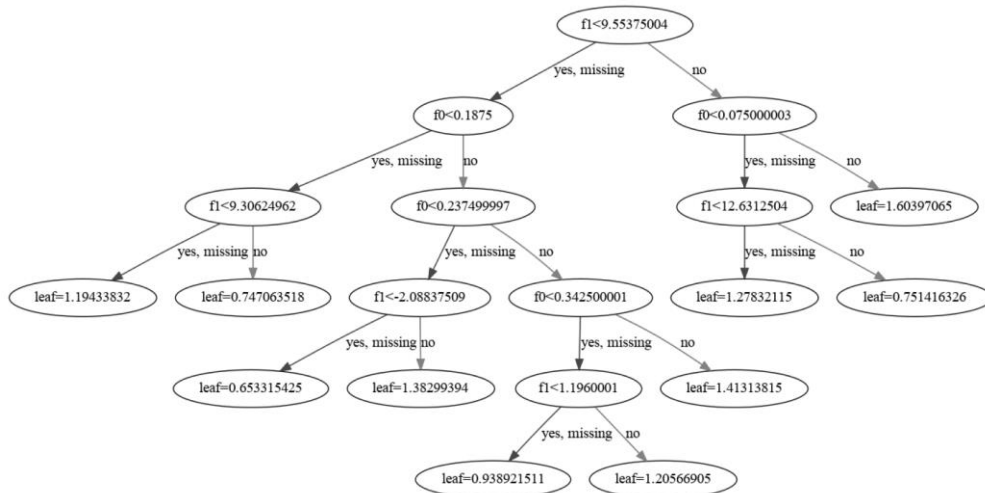 f1<9.55375004
yes, missing
no
f0<0.1875
f0<0.075000003
yes, missing
no
yes, missing
no
f1<9.30624962
f0<0.237499997
f1<12.6312504
leaf=1.60397065
yes, missing
no
yes, missing
no
yes, missing
no
leaf=1.19433832
leaf=0.747063518
f1<-2.08837509
f0<0.342500001
leaf=1.27832115
leaf=0.751416326
yes, missing
no
yes, missing
no
leaf=0.653315425
leaf=1.38299394
f1<1.1960001
leaf=1.41313815
yes, missing
no
leaf=0.938921511
leaf=1.20566905